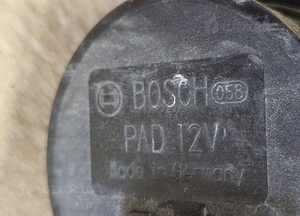 BOSCH 058
PAD 12V
Made in Germany